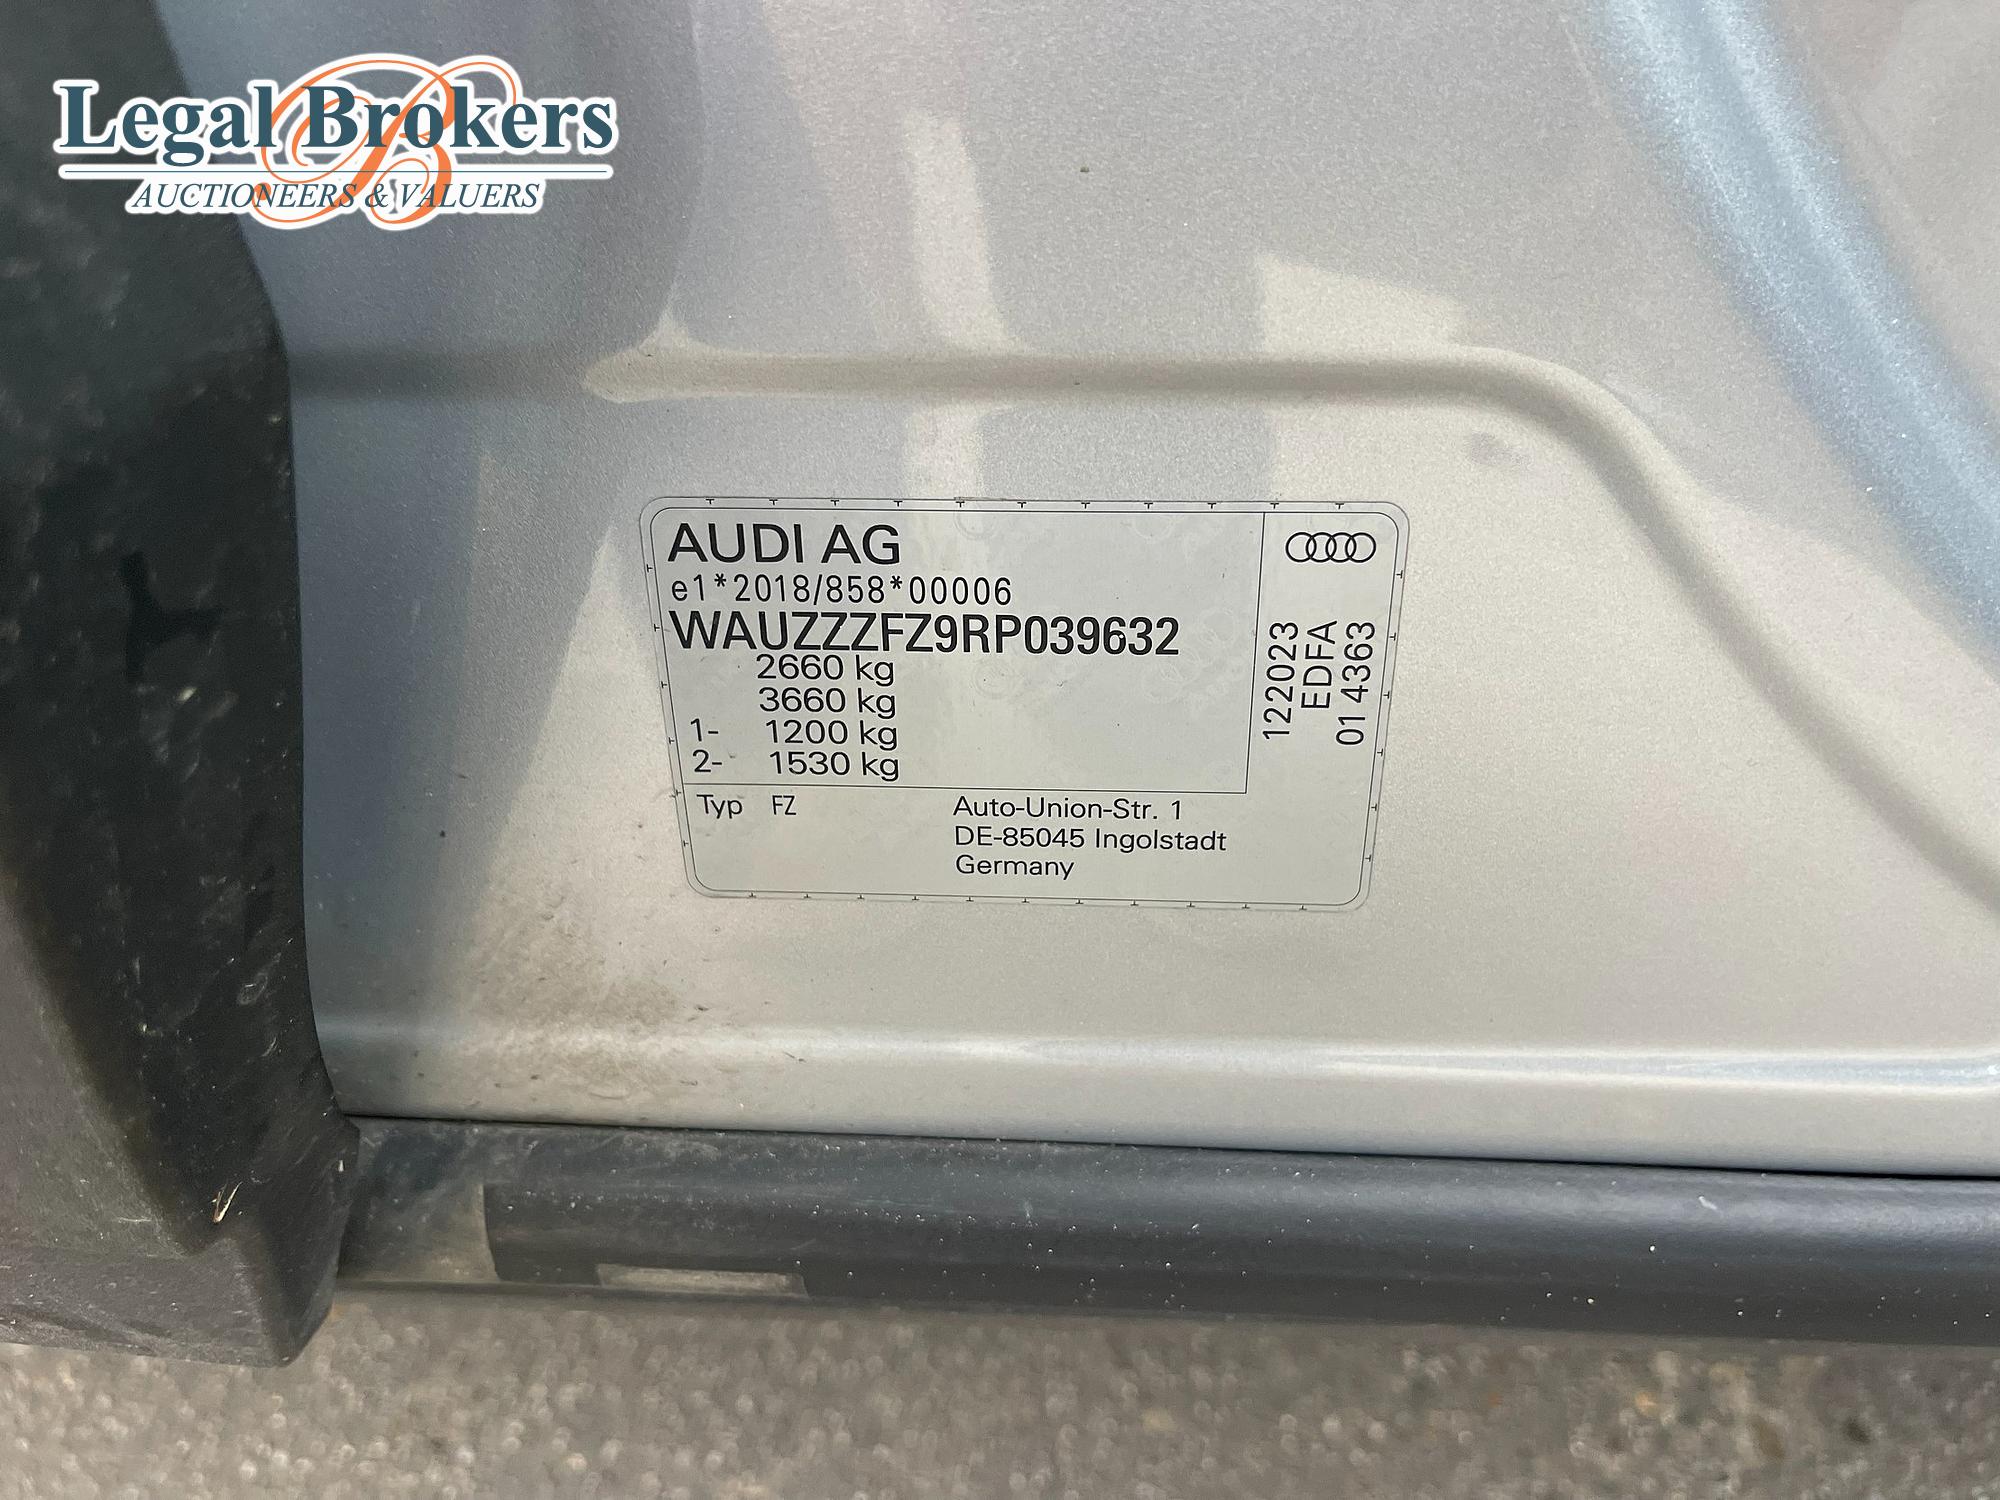 Legal Brokers
AUCTIONEERS & VALUERS
AUDI AG
e1*2018/858*00006
WAUZZZFZ9RP039632
2660 kg
3660 kg
1- 1200 kg
2- 1530 kg
Typ FZ
Auto-Union-Str. 1
DE-85045 Ingolstadt
Germany
122023
EDFA
01 4363